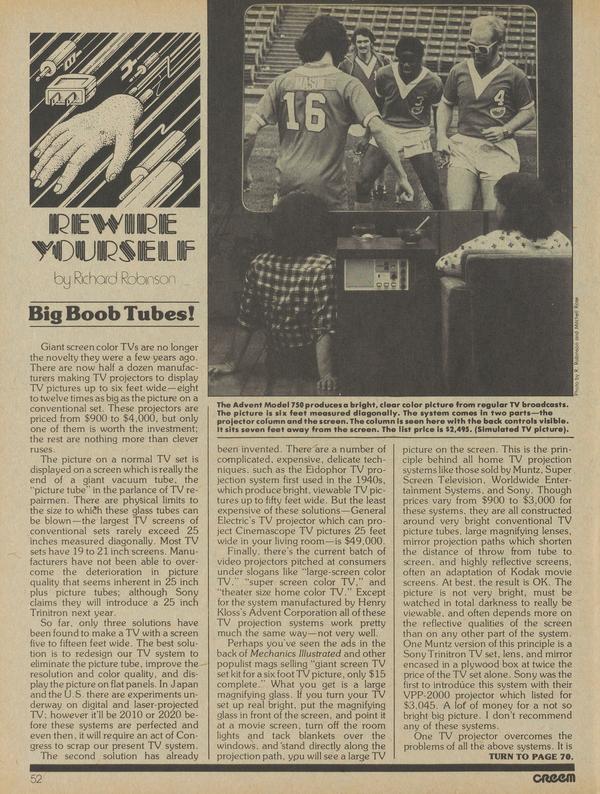 REWIRE
YOURSELF
by Richard Robinson
Big Boob Tubes!
Giant screen color TVs are no longer
the novelty they were a few years ago.
There are now half a dozen manufac-
turers making TV projectors to display
TV pictures up to six feet wide—eight
to twelve times as big as the picture on a
conventional set. These projectors are
priced from $900 to $4,000, but only
one of them is worth the investment;
the rest are nothing more than clever
ruses.
The picture on a normal TV set is
displayed on a screen which is really the
end of a giant vacuum tube, the
"picture tube" in the parlance of TV re-
pairmen. There are physical limits to
the size to which these glass tubes can
be blown—the largest TV screens of
conventional sets rarely exceed 25
inches measured diagonally. Most TV
sets have 19 to 21 inch screens. Manu-
facturers have not been able to over-
come the deterioration in picture
quality that seems inherent in 25 inch
plus picture tubes; although Sony
claims they will introduce a 25 inch
Trinitron next year.
So far, only three solutions have
been found to make a TV with a screen
five to fifteen feet wide. The best solu-
tion is to redesign our TV system to
eliminate the picture tube, improve the
resolution and color quality, and dis-
play the picture on flat panels. In Japan
and the U.S. there are experiments un-
derway on digital and laser-projected
TV; however it'll be 2010 or 2020 be-
fore these systems are perfected and
even then, it will require an act of Con-
gress to scrap our present TV system.
The second solution has already
16
3
4
Photo by R. Robinson and Mitchell Rose
The Advent Model 750 produces a bright, clear color picture from regular TV broadcasts.
The picture is six feet measured diagonally. The system comes in two parts—the
projector column and the screen. The column is seen here with the back controls visible.
It sits seven feet away from the screen. The list price is $2,495. (Simulated TV picture).
been invented. There are a number of
complicated, expensive, delicate tech-
niques, such as the Eidophor TV pro-
jection system first used in the 1940s,
which produce bright, viewable TV pic-
tures up to fifty feet wide. But the least
expensive of these solutions—General
Electric's TV projector which can pro-
ject Cinemascope TV pictures 25 feet
wide in your living room—is $49,000.
Finally, there's the current batch of
video projectors pitched at consumers
under slogans like "large-screen color
TV," "super screen color TV," and
"theater size home color TV." Except
for the system manufactured by Henry
Kloss's Advent Corporation all of these
TV projection systems work pretty
much the same way—not very well.
Perhaps you've seen the ads in the
back of Mechanics Illustrated and other
populist mags selling "giant screen TV
set kit for a six foot TV picture, only $15
complete." What you get is a large
magnifying glass. If you turn your TV
set up real bright, put the magnifying
glass in front of the screen, and point it
at a movie screen, turn off the room
lights and tack blankets over the
windows, and stand directly along the
projection path, you will see a large TV
picture on the screen. This is the prin-
ciple behind all home TV projection
systems like those sold by Muntz, Super
Screen Television, Worldwide Enter-
tainment Systems, and Sony. Though
prices vary from $900 to $3,000 for
these systems, they are all constructed
around very bright conventional TV
picture tubes, large magnifying lenses,
mirror projection paths which shorten
the distance of throw from tube to
screen, and highly reflective screens,
often an adaptation of Kodak movie
screens. At best, the result is OK. The
picture is not very bright, must be
watched in total darkness to really be
viewable, and often depends more on
the reflective qualities of the screen
than on any other part of the system.
One Muntz version of this principle is a
Sony Trinitron TV set, lens, and mirror
encased in a plywood box at twice the
price of the TV set alone. Sony was the
first to introduce this system with their
VPP-2000 projector which listed for
$3,045. A lot of money for a not so
bright big picture. I don't recommend
any of these systems.
One TV projector overcomes the
problems of all the above systems. It is
TURN TO PAGE 70.
52
CREEM